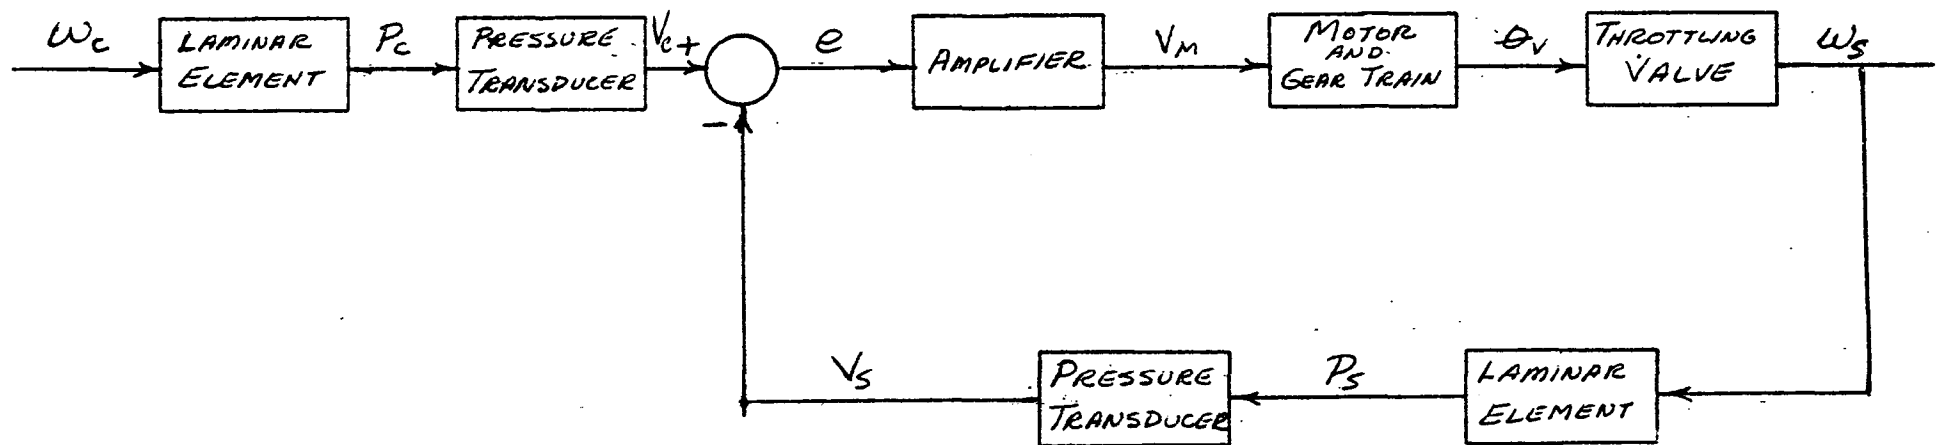 ωc
LAMINAR
ELEMENT
Pc
PRESSURE
TRANSDUCER
Vc
+
-
e
AMPLIFIER
VM
MOTOR
AND
GEAR TRAIN
θV
THROTTLING
VALVE
ωs
VS
PRESSURE
TRANSDUCER
PS
LAMINAR
ELEMENT